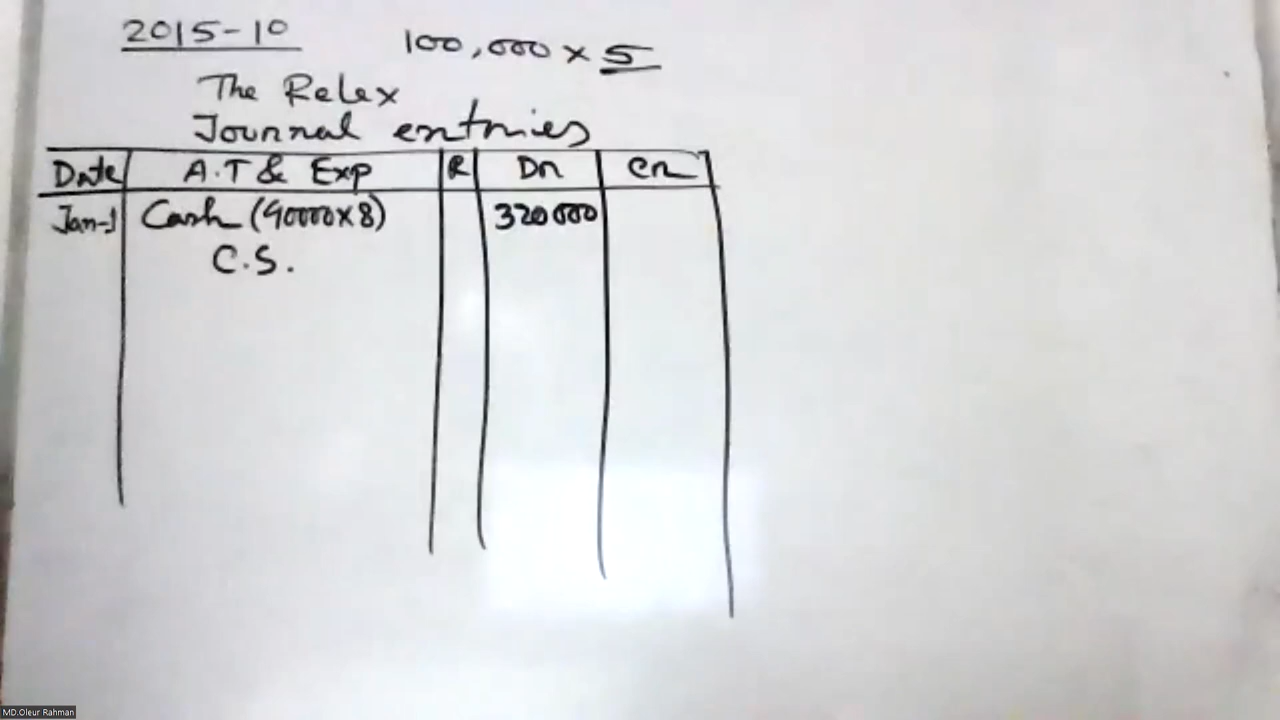 2015-10 100,000 x 5
The Relex
Journal entries
Date A.T & Exp R Dr Cr
Jan-1 Cash (40000x8) 320000
C.S.
MD.Oleur Rahman